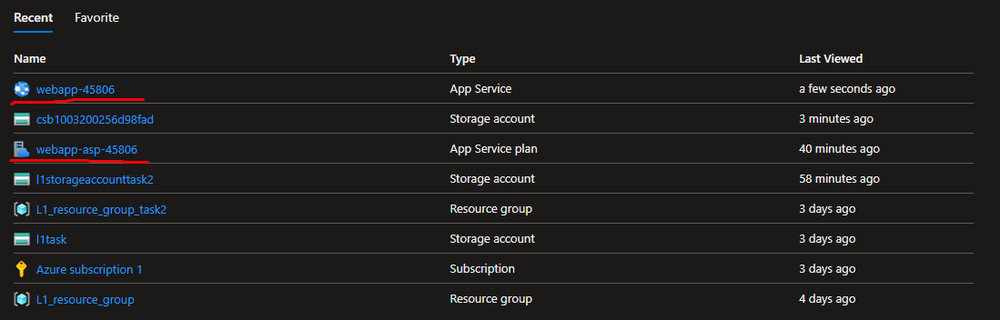 Recent Favorite
Name Type Last Viewed
webapp-45806 App Service a few seconds ago
csb1003200256d98fad Storage account 3 minutes ago
webapp-asp-45806 App Service plan 40 minutes ago
l1storageaccounttask2 Storage account 58 minutes ago
L1_resource_group_task2 Resource group 3 days ago
l1task Storage account 3 days ago
Azure subscription 1 Subscription 3 days ago
L1_resource_group Resource group 4 days ago